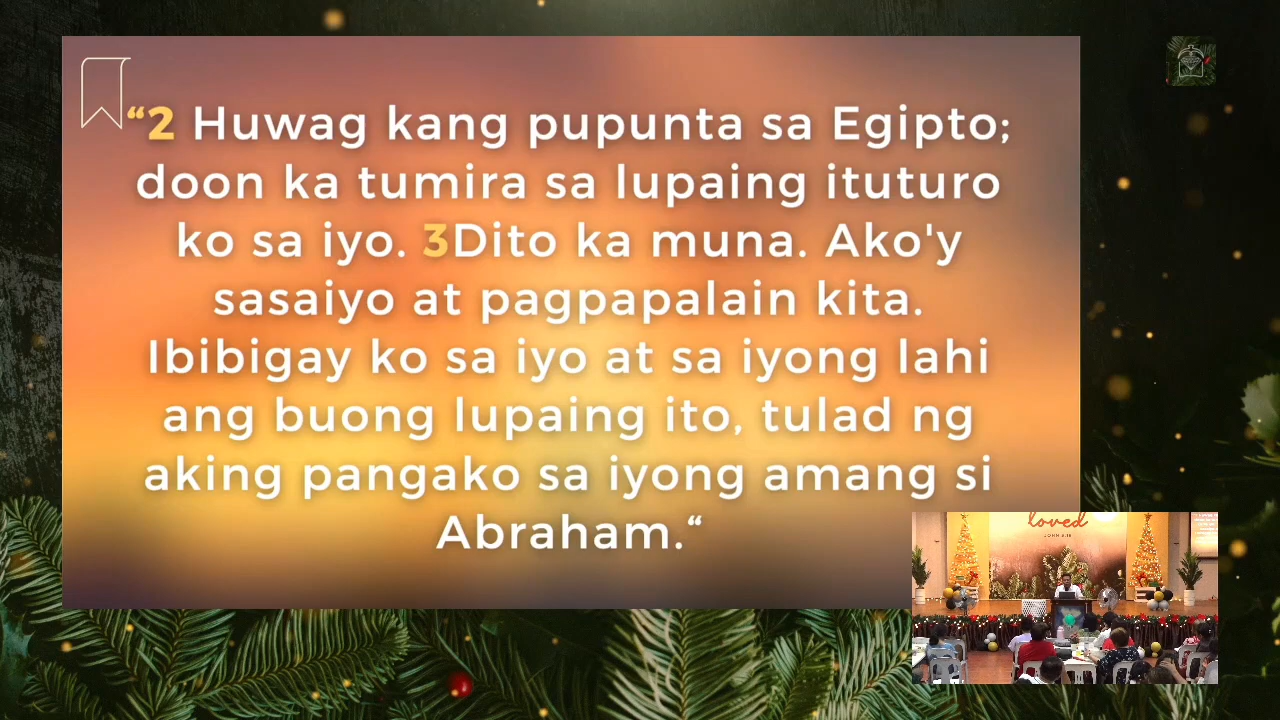 “2 Huwag kang pupunta sa Egipto;
doon ka tumira sa lupaing ituturo
ko sa iyo. 3Dito ka muna. Ako'y
sasaiyo at pagpapalain kita.
Ibibigay ko sa iyo at sa iyong lahi
ang buong lupaing ito, tulad ng
aking pangako sa iyong amang si
Abraham.“
loved